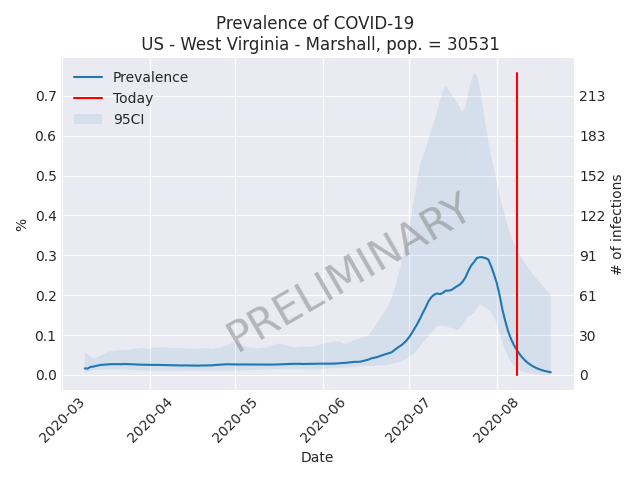 Prevalence of COVID-19
US - West Virginia - Marshall, pop. = 30531
Prevalence
Today
95CI
PRELIMINARY
%
0.7
0.6
0.5
0.4
0.3
0.2
0.1
0.0
213
183
152
122
91
61
30
0
# of infections
2020-03
2020-04
2020-05
2020-06
2020-07
2020-08
Date